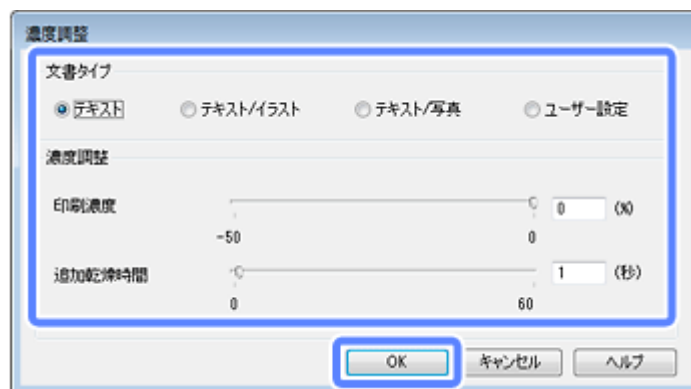 濃度調整
文書タイプ
テキスト テキスト/イラスト テキスト/写真 ユーザー設定
濃度調整
印刷濃度 0 (%)
-50 0
追加乾燥時間 1 (秒)
0 60
OK キャンセル ヘルプ